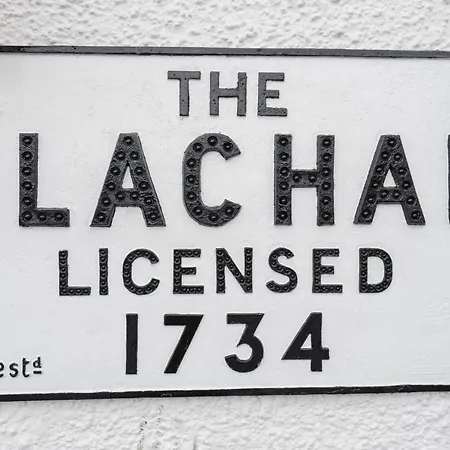 THE
LACHA
LICENSED
1734
estd